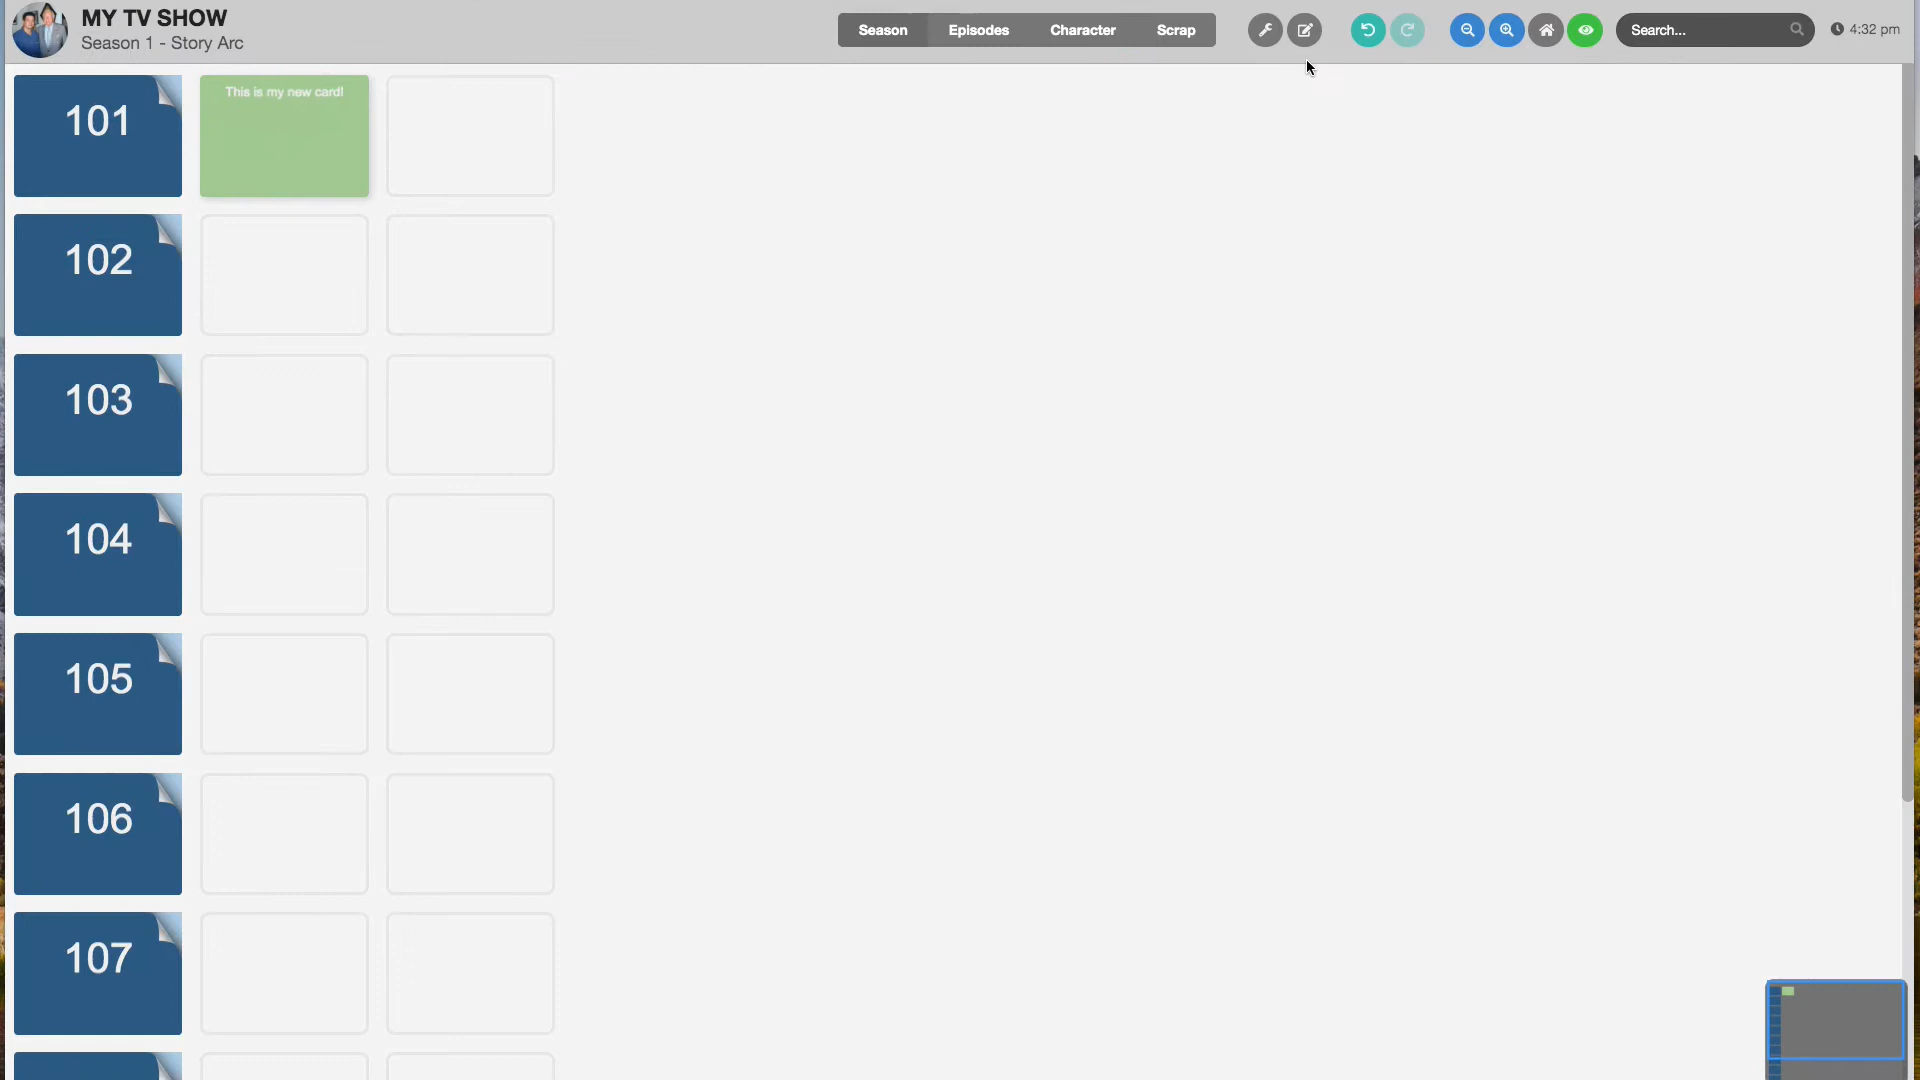 MY TV SHOW
Season 1 - Story Arc
Season Episodes Character Scrap
Search...
4:32 pm
101
This is my new card!
102
103
104
105
106
107